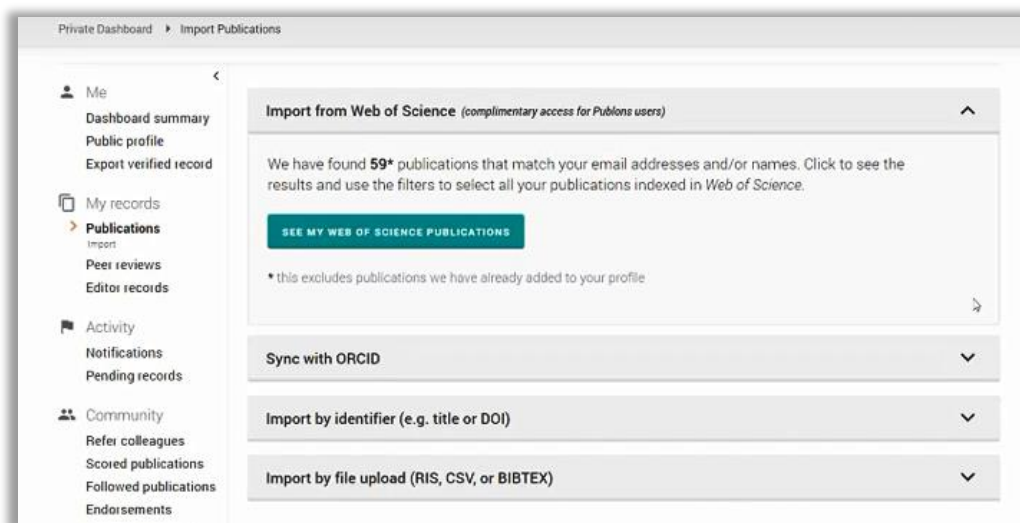 Private Dashboard ▸ Import Publications
Me
Dashboard summary
Public profile
Export verified record
My records
Publications
Import
Peer reviews
Editor records
Activity
Notifications
Pending records
Community
Refer colleagues
Scored publications
Followed publications
Endorsements
Import from Web of Science (complimentary access for Publons users)
We have found 59* publications that match your email addresses and/or names. Click to see the
results and use the filters to select all your publications indexed in Web of Science.
SEE MY WEB OF SCIENCE PUBLICATIONS
* this excludes publications we have already added to your profile
Sync with ORCID
Import by identifier (e.g. title or DOI)
Import by file upload (RIS, CSV, or BIBTEX)